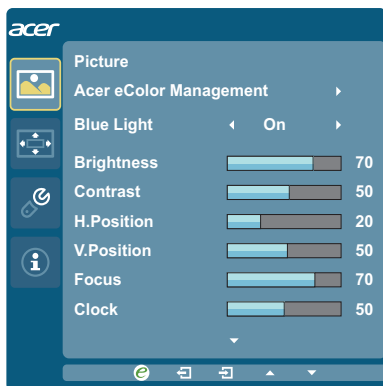 acer
Picture
Acer eColor Management
Blue Light On
Brightness 70
Contrast 50
H.Position 20
V.Position 50
Focus 70
Clock 50
e